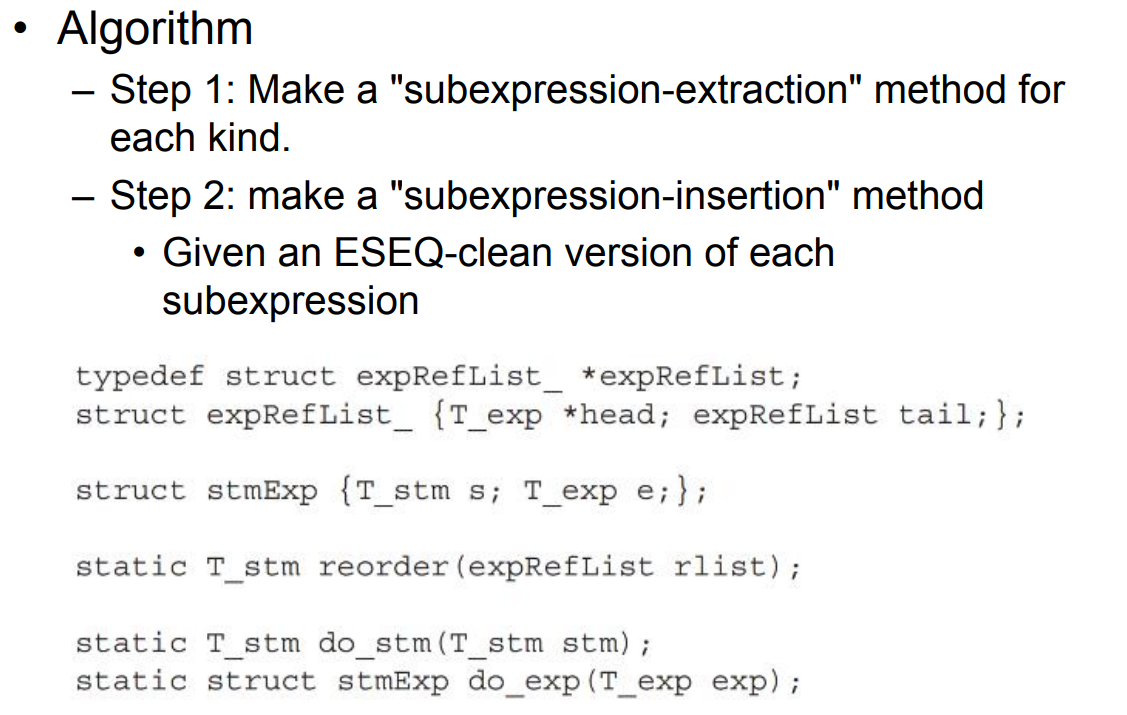 • Algorithm
– Step 1: Make a "subexpression-extraction" method for
each kind.
– Step 2: make a "subexpression-insertion" method
• Given an ESEQ-clean version of each
subexpression
typedef struct expRefList_ *expRefList;
struct expRefList_ {T_exp *head; expRefList tail;};
struct stmExp {T_stm s; T_exp e;};
static T_stm reorder(expRefList rlist);
static T_stm do_stm(T_stm stm);
static struct stmExp do_exp(T_exp exp);